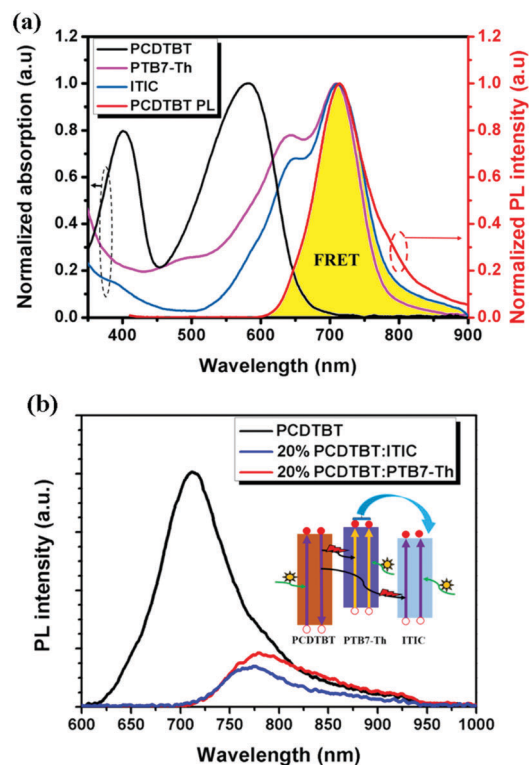 (a)
1.2
1.0
0.8
0.6
0.4
0.2
0.0
Normalized absorption (a.u)
PCDTBT
PTB7-Th
ITIC
PCDTBT PL
FRET
1.2
1.0
0.8
0.6
0.4
0.2
0.0
Normalized PL intensity (a.u)
400 500 600 700 800 900
Wavelength (nm)
(b)
PL intensity (a.u.)
PCDTBT
20% PCDTBT:ITIC
20% PCDTBT:PTB7-Th
PCDTBT PTB7-Th ITIC
600 650 700 750 800 850 900 950 1000
Wavelength (nm)